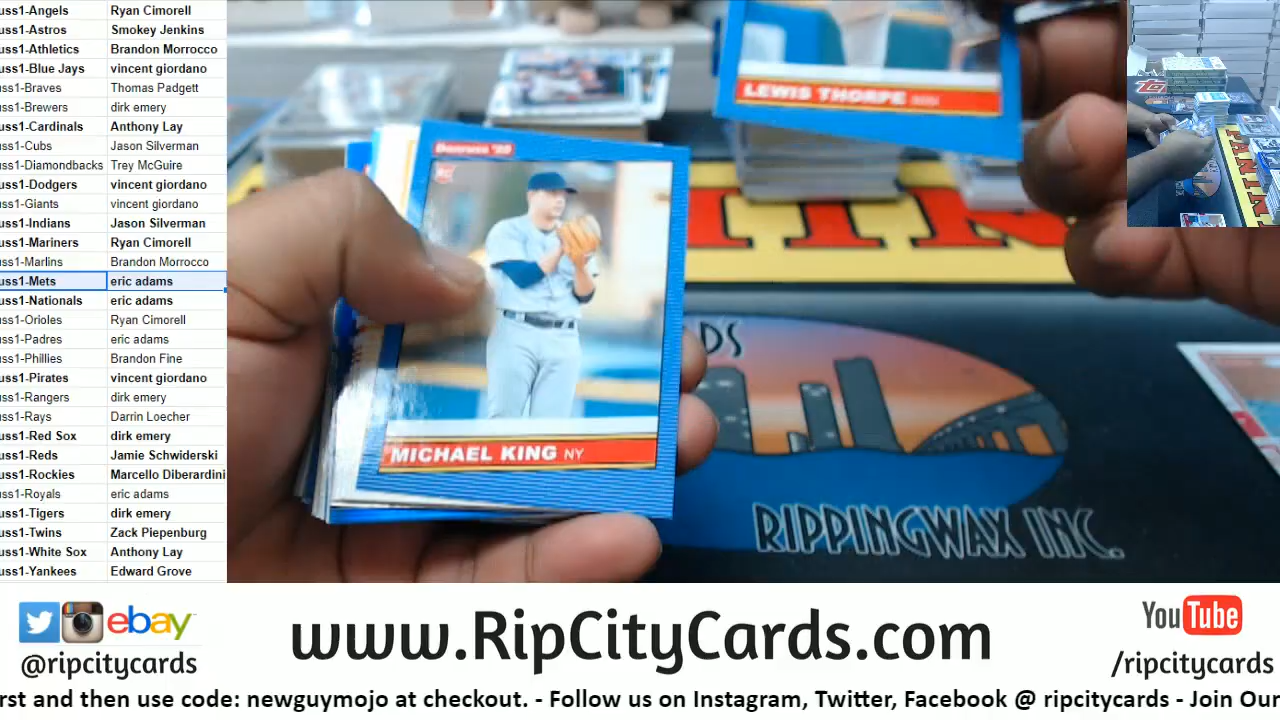 uss1-Angels Ryan Cimorell
uss1-Astros Smokey Jenkins
uss1-Athletics Brandon Morrocco
uss1-Blue Jays vincent giordano
uss1-Braves Thomas Padgett
uss1-Brewers dirk emery
uss1-Cardinals Anthony Lay
uss1-Cubs Jason Silverman
uss1-Diamondbacks Trey McGuire
uss1-Dodgers vincent giordano
uss1-Giants vincent giordano
uss1-Indians Jason Silverman
uss1-Mariners Ryan Cimorell
uss1-Marlins Brandon Morrocco
uss1-Mets eric adams
uss1-Nationals eric adams
uss1-Orioles Ryan Cimorell
uss1-Padres eric adams
uss1-Phillies Brandon Fine
uss1-Pirates vincent giordano
uss1-Rangers dirk emery
uss1-Rays Darrin Loecher
uss1-Red Sox dirk emery
uss1-Reds Jamie Schwiderski
uss1-Rockies Marcello Diberardini
uss1-Royals eric adams
uss1-Tigers dirk emery
uss1-Twins Zack Piepenburg
uss1-White Sox Anthony Lay
uss1-Yankees Edward Grove
LEWIS THORPE
Donruss '20
RC
MICHAEL KING NY
DS
RIPPINGWAX INC.
PANINI
ebay
@ripcitycards
www.RipCityCards.com
YouTube
/ripcitycards
rst and then use code: newguymojo at checkout. - Follow us on Instagram, Twitter, Facebook @ ripcitycards - Join Our